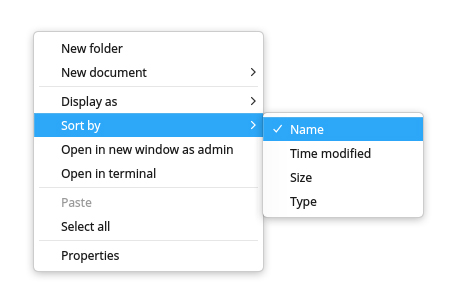 New folder
New document
Display as
Sort by
Open in new window as admin
Open in terminal
Paste
Select all
Properties
Name
Time modified
Size
Type